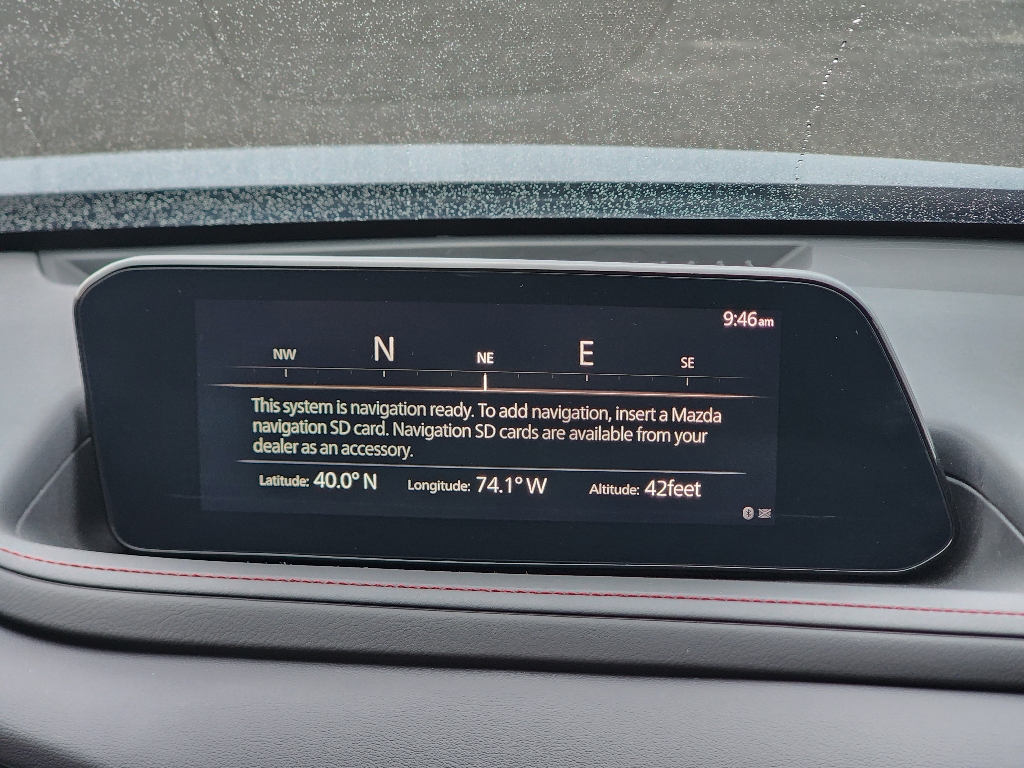 9:46am
NW N NE E SE
This system is navigation ready. To add navigation, insert a Mazda
navigation SD card. Navigation SD cards are available from your
dealer as an accessory.
Latitude: 40.0° N Longitude: 74.1° W Altitude: 42feet